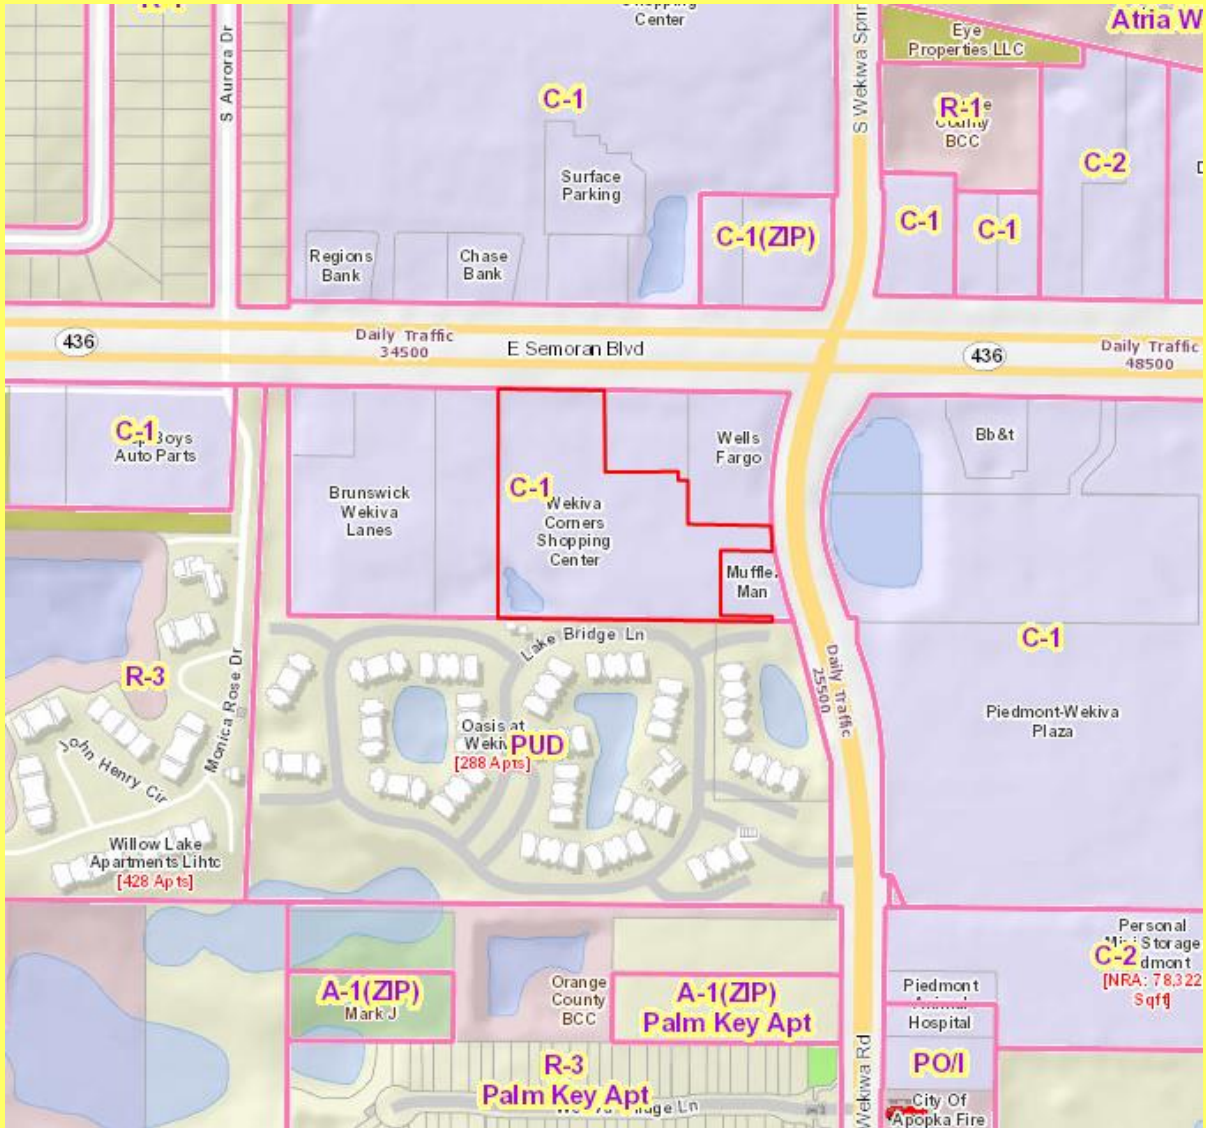 Center
Atria W
Eye
Properties LLC
S Aurora Dr
S Wekiwa Sprin
C-1
R-1
County
BCC
C-2
Surface
Parking
C-1
C-1
C-1(ZIP)
Regions
Bank
Chase
Bank
436
Daily Traffic
34500
E Semoran Blvd
436
Daily Traffic
48500
C-1
Boys
Auto Parts
Bb&t
Wells
Fargo
C-1
Brunswick
Wekiva
Lanes
Wekiva
Corners
Shopping
Center
Muffle
Man
Lake Bridge Ln
C-1
R-3
Monica Rose Dr
Daily Traffic
25500
Piedmont-Wekiva
Plaza
Oasis at
PUD
[288 Apts]
John Henry Cir
Willow Lake
Apartments Lihtc
[428 Apts]
Personal
Storage
C-2
[NRA: 78,322
Sqft]
A-1(ZIP)
Mark J
Orange
County
BCC
A-1(ZIP)
Palm Key Apt
Piedmont
Hospital
R-3
Palm Key Apt
Ln
PO/I
Wekiwa Rd
City Of
Apopka Fire